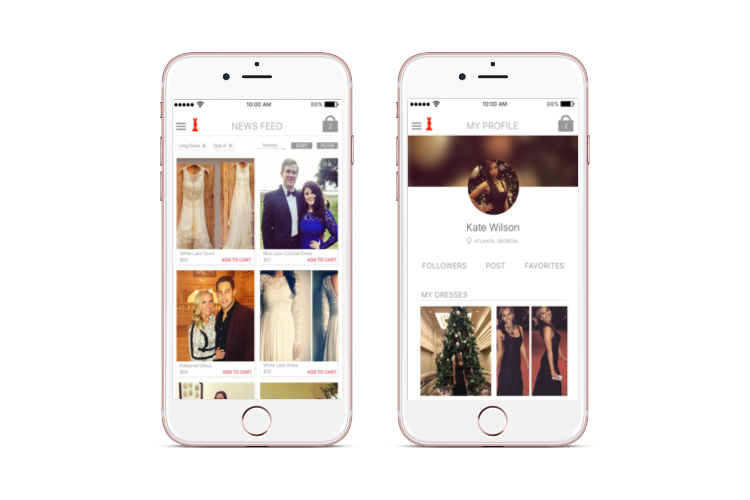 10:00 AM
88%
NEWS FEED
2
Long Dress X
Size 4 X
Newest
SORT
FILTER
White Lace Gown
$60
ADD TO CART
Blue Lace Cocktail Dress
$37
ADD TO CART
Patterned Dress
ADD TO CART
White Lace Dress
$74
ADD TO CART
10:00 AM
88%
MY PROFILE
2
Kate Wilson
ATLANTA, GEORGIA
FOLLOWERS
POST
FAVORITES
MY DRESSES